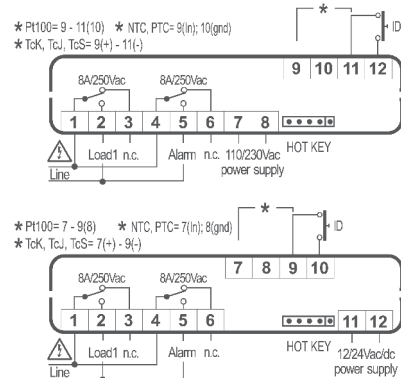 * Pt100= 9 - 11(10) * NTC, PTC= 9(In); 10(gnd)
* TcK, TcJ, TcS= 9(+) - 11(-)
*
ID
8A/250Vac 8A/250Vac
9 10 11 12
1 2 3 4 5 6 7 8
HOT KEY
Load1 n.c. Alarm n.c. 110/230Vac
power supply
Line
* Pt100= 7 - 9(8) * NTC, PTC= 7(In); 8(gnd)
* TcK, TcJ, TcS= 7(+) - 9(-)
*
ID
8A/250Vac 8A/250Vac
7 8 9 10
1 2 3 4 5 6 11 12
Load1 n.c. Alarm n.c. HOT KEY 12/24Vac/dc
power supply
Line